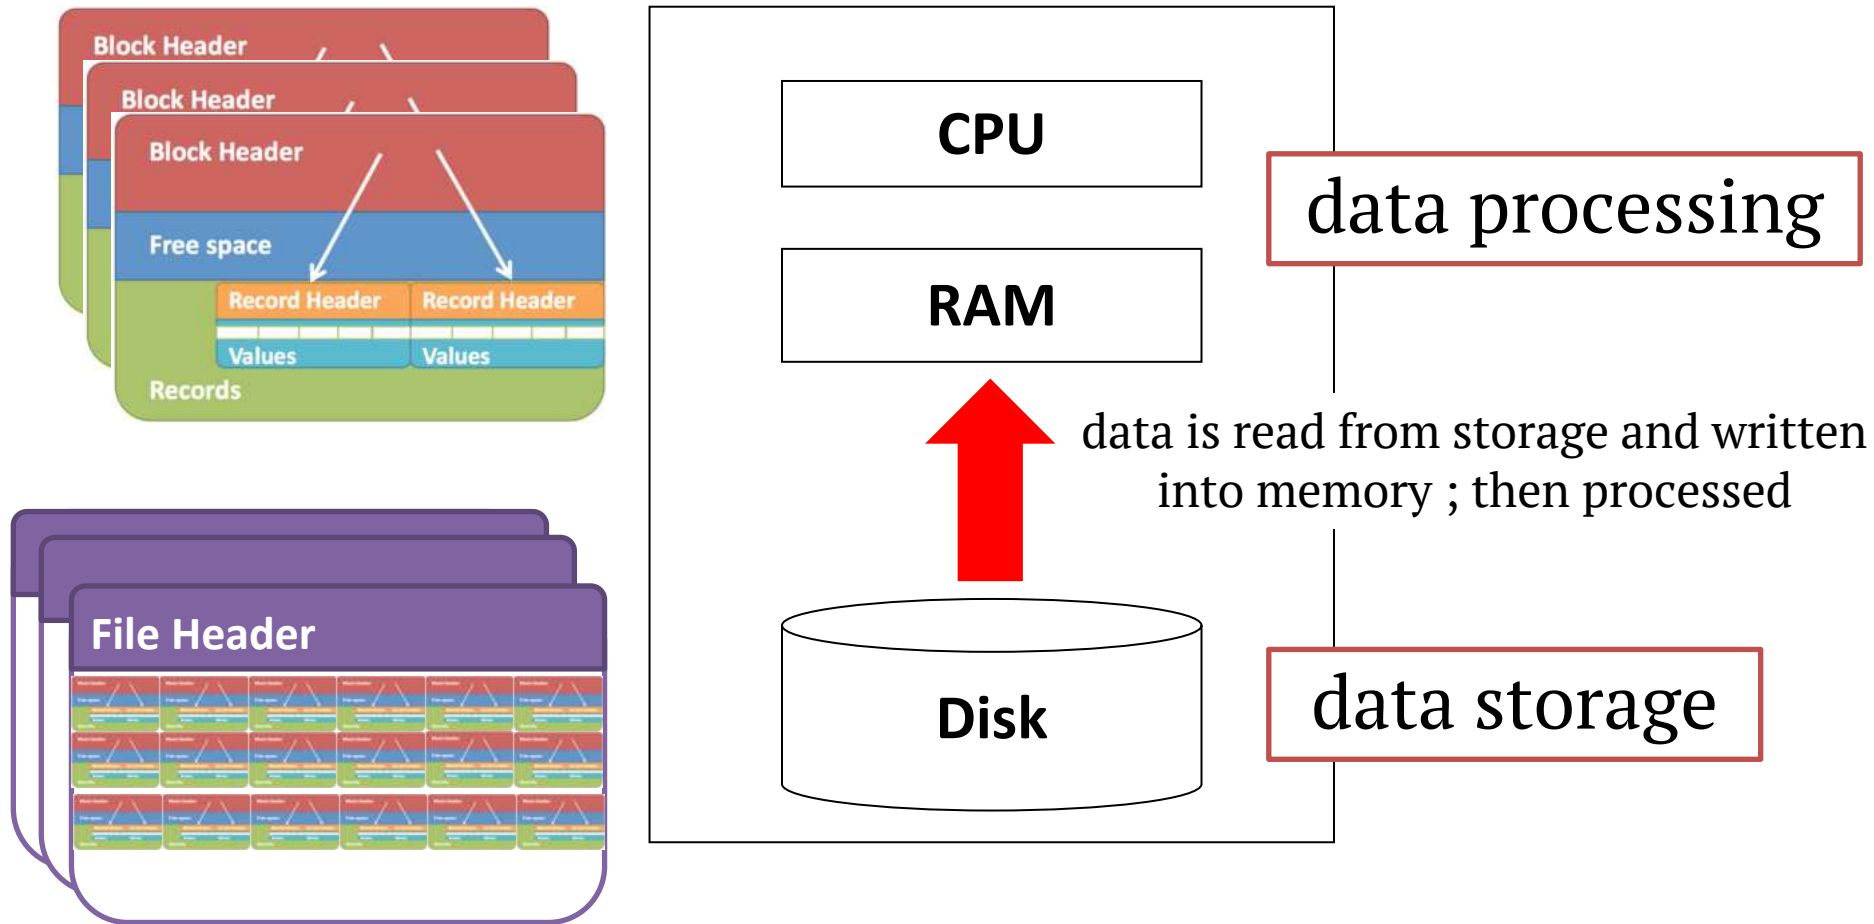 Block Header
Block Header
Block Header
Free space
Record Header Record Header
Values Values
Records
File Header
CPU
RAM
data is read from storage and written
into memory ; then processed
Disk
data processing
data storage